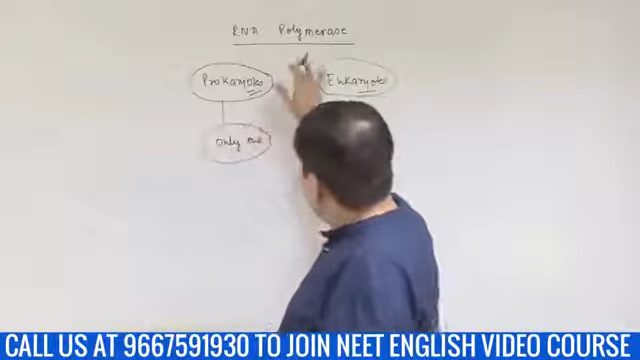 RNA Polymerase
Prokaryotes Eukaryotes
Only one
CALL US AT 9667591930 TO JOIN NEET ENGLISH VIDEO COURSE